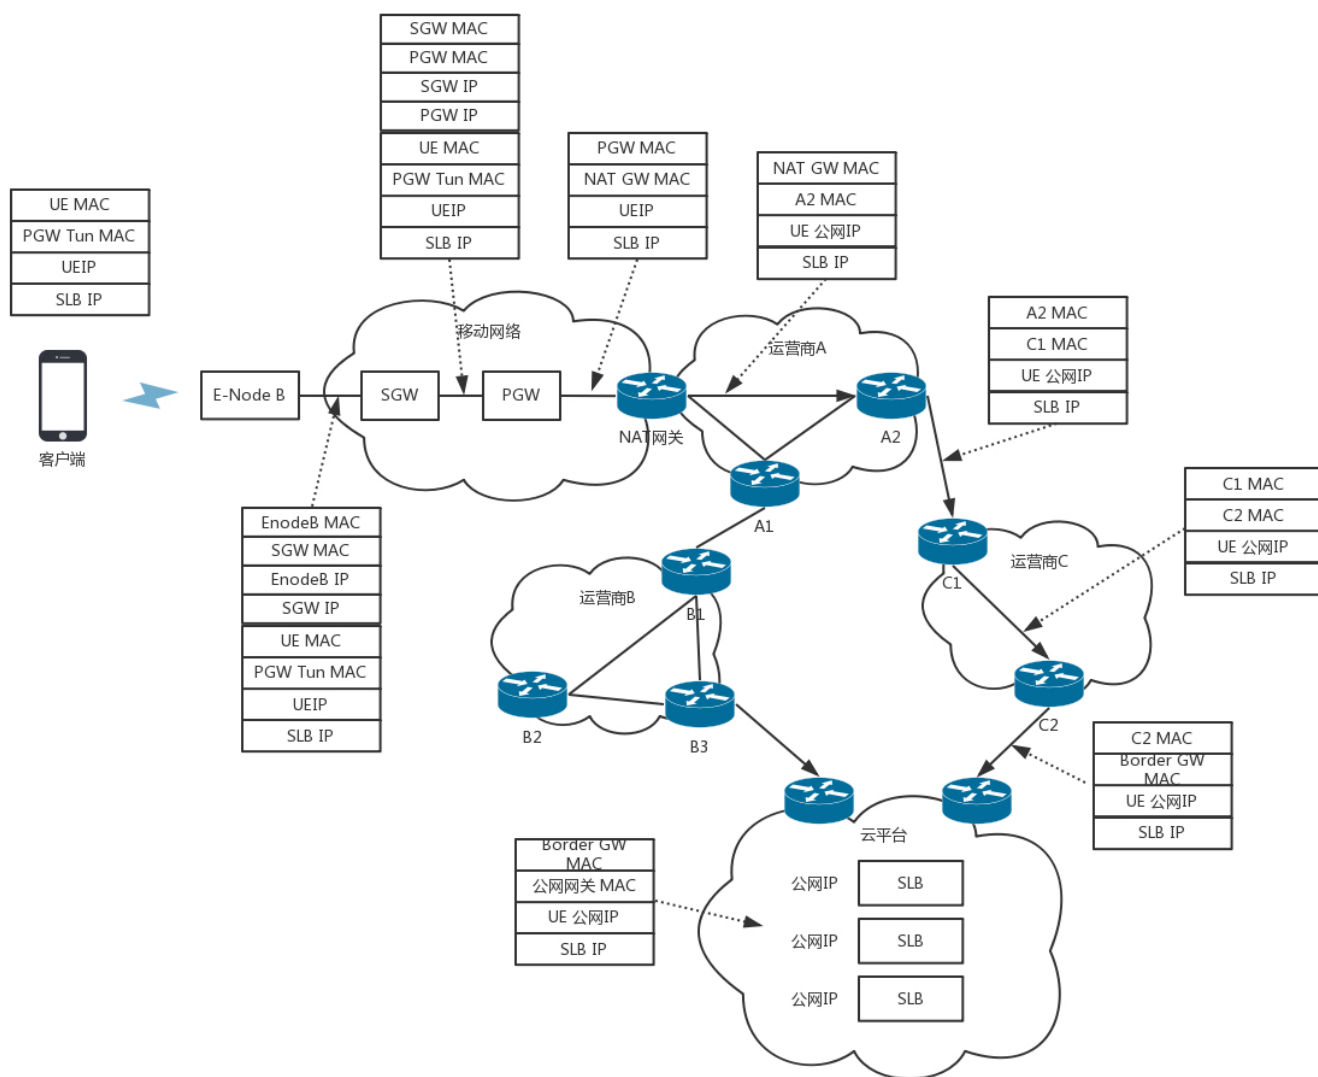 SGW MAC
PGW MAC
SGW IP
PGW IP
UE MAC
PGW Tun MAC
UEIP
SLB IP
PGW MAC
NAT GW MAC
UEIP
SLB IP
NAT GW MAC
A2 MAC
UE 公网IP
SLB IP
UE MAC
PGW Tun MAC
UEIP
SLB IP
A2 MAC
C1 MAC
UE 公网IP
SLB IP
移动网络
运营商A
E-Node B
SGW
PGW
NAT网关
A2
客户端
A1
C1 MAC
C2 MAC
UE 公网IP
SLB IP
EnodeB MAC
SGW MAC
EnodeB IP
SGW IP
UE MAC
PGW Tun MAC
UEIP
SLB IP
运营商C
C1
运营商B
B1
B2
B3
C2
C2 MAC
Border GW
MAC
UE 公网IP
SLB IP
云平台
Border GW
MAC
公网网关 MAC
UE 公网IP
SLB IP
公网IP
SLB
公网IP
SLB
公网IP
SLB